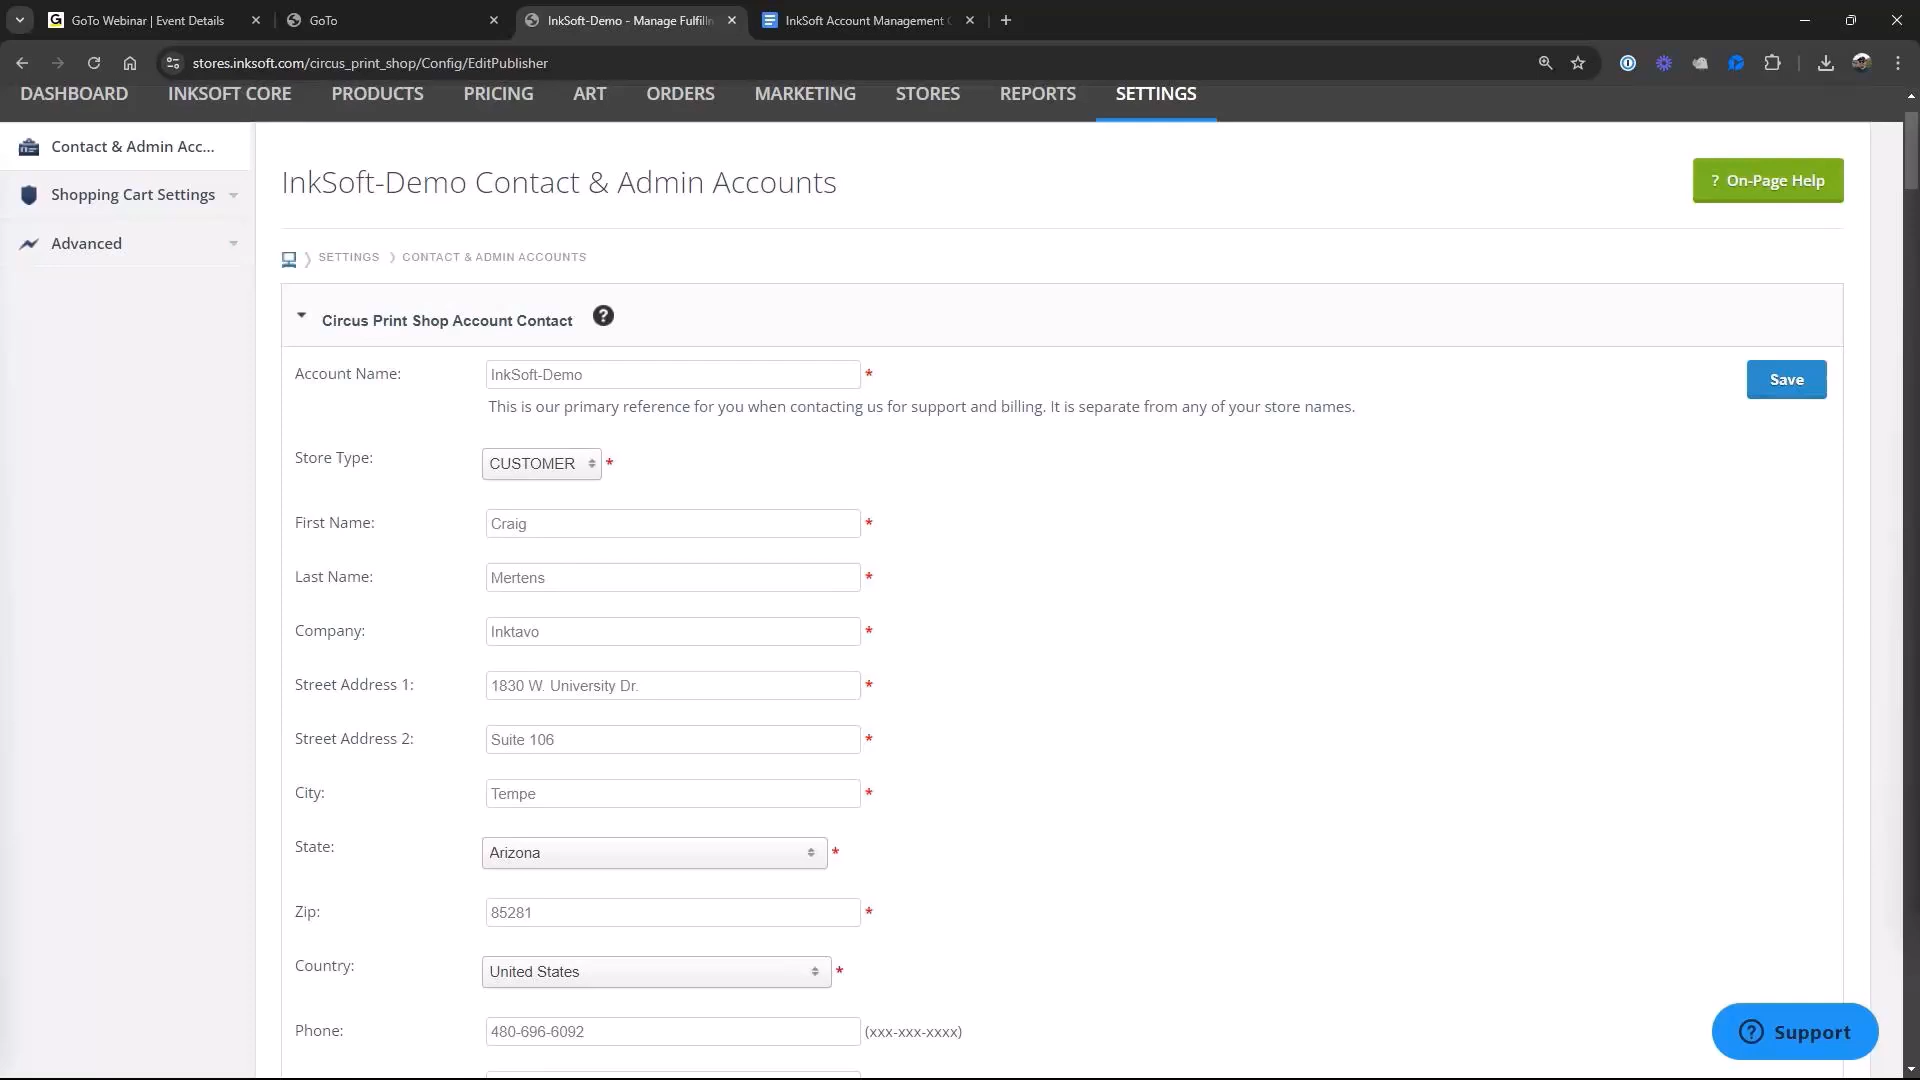 GoTo Webinar | Event Details
GoTo
InkSoft-Demo - Manage Fulfill
InkSoft Account Management
stores.inksoft.com/circus_print_shop/Config/EditPublisher
DASHBOARD INKSOFT CORE PRODUCTS PRICING ART ORDERS MARKETING STORES REPORTS SETTINGS
Contact & Admin Acc...
Shopping Cart Settings
Advanced
InkSoft-Demo Contact & Admin Accounts
? On-Page Help
SETTINGS CONTACT & ADMIN ACCOUNTS
Circus Print Shop Account Contact ?
Account Name: InkSoft-Demo *
Save
This is our primary reference for you when contacting us for support and billing. It is separate from any of your store names.
Store Type: CUSTOMER *
First Name: Craig *
Last Name: Mertens *
Company: Inktavo *
Street Address 1: 1830 W. University Dr. *
Street Address 2: Suite 106 *
City: Tempe *
State: Arizona *
Zip: 85281 *
Country: United States *
Phone: 480-696-6092 (xxx-xxx-xxxx)
? Support